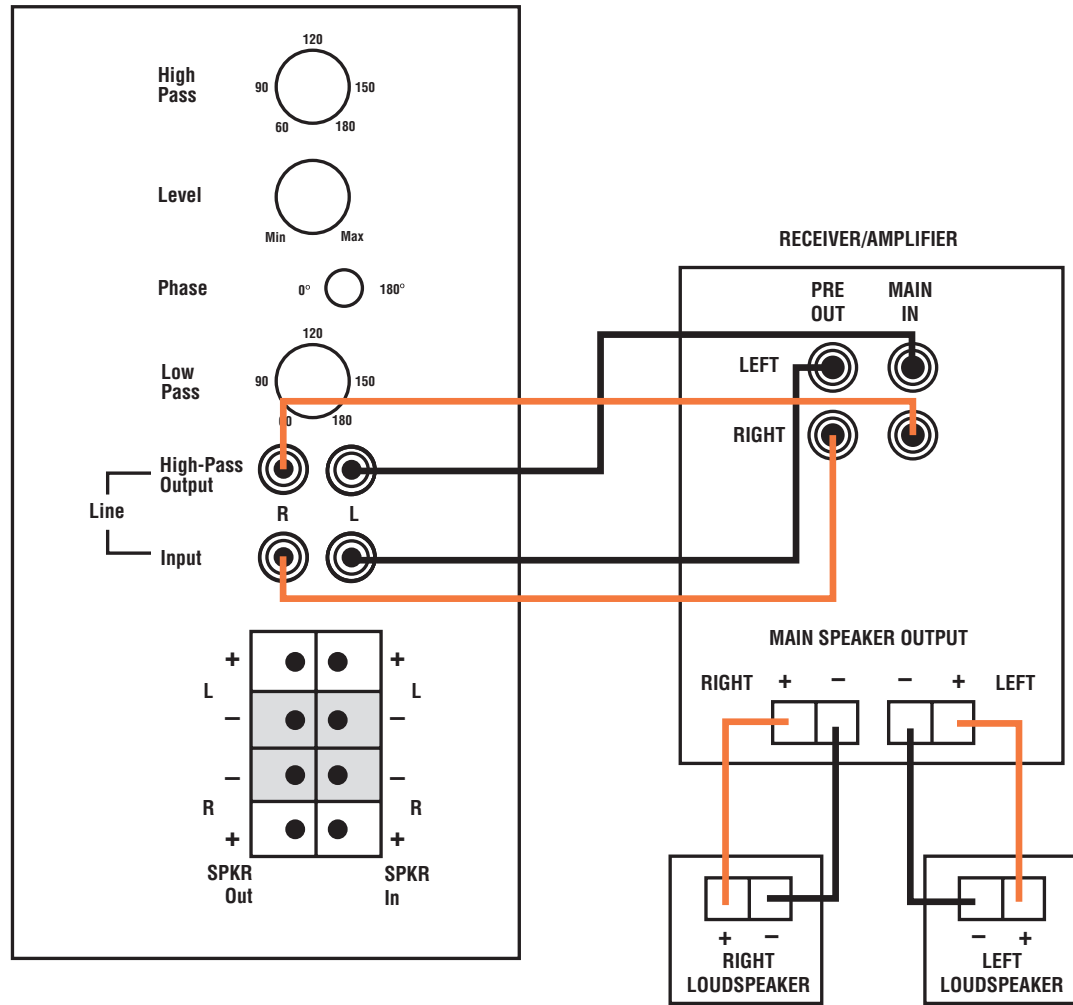 120
High
Pass
90
150
60
180
Level
Min
Max
Phase
0°
180°
120
Low
Pass
90
150
180
High-Pass
Output
Line
R
L
Input
+
+
L
L
–
–
–
–
R
R
+
+
SPKR
Out
SPKR
In
RECEIVER/AMPLIFIER
PRE
OUT
MAIN
IN
LEFT
RIGHT
MAIN SPEAKER OUTPUT
RIGHT + –
– + LEFT
+ –
RIGHT
LOUDSPEAKER
– +
LEFT
LOUDSPEAKER